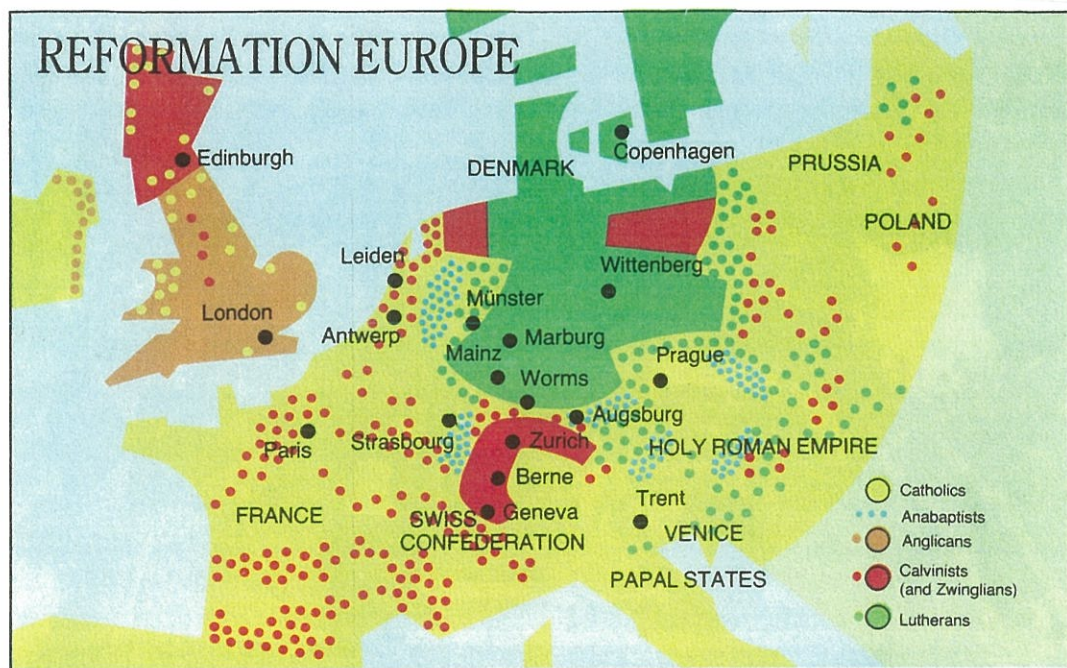 REFORMATION EUROPE
Edinburgh
DENMARK
Copenhagen
PRUSSIA
POLAND
Leiden
Wittenberg
Münster
London
Antwerp
Marburg
Mainz
Prague
Worms
Augsburg
Strasbourg
Paris
Zurich
HOLY ROMAN EMPIRE
Berne
Trent
FRANCE
SWISS
CONFEDERATION
Geneva
VENICE
PAPAL STATES
Catholics
Anabaptists
Anglicans
Calvinists
(and Zwinglians)
Lutherans